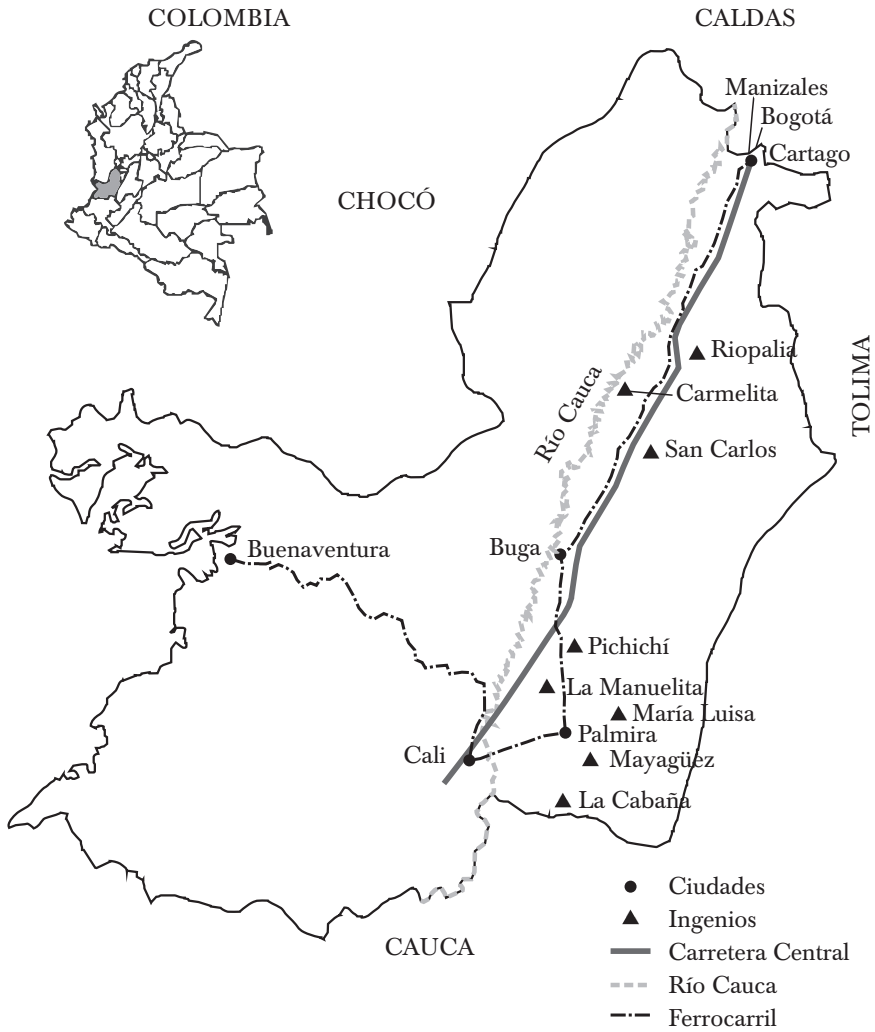 COLOMBIA
CALDAS
Manizales
Bogotá
Cartago
CHOCÓ
Riopalia
TOLIMA
Río Cauca
Carmelita
San Carlos
Buga
Buenaventura
Pichichí
La Manuelita
María Luisa
Palmira
Cali
Mayagüez
La Cabaña
Ciudades
Ingenios
CAUCA
Carretera Central
Río Cauca
Ferrocarril